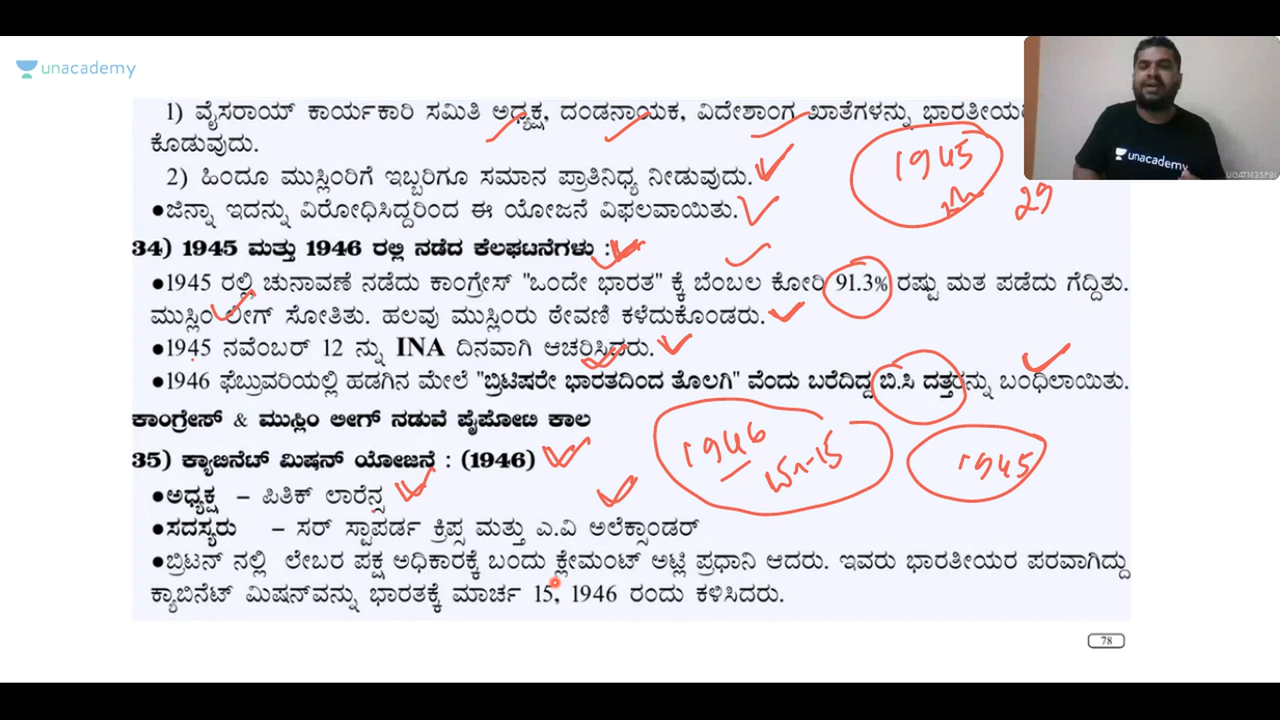 unacademy
1) ವೈಸರಾಯ್ ಕಾರ್ಯಕಾರಿ ಸಮಿತಿ ಅಧ್ಯಕ್ಷ, ದಂಡನಾಯಕ, ವಿದೇಶಾಂಗ ಖಾತೆಗಳನ್ನು
ಕೊಡುವುದು.
2) ಹಿಂದೂ ಮುಸ್ಲಿಂರಿಗೆ ಇಬ್ಬರಿಗೂ ಸಮಾನ ಪ್ರಾತಿನಿಧ್ಯ ನೀಡುವುದು.
1945
29
unacademy
●ಜಿನ್ನಾ ಇದನ್ನು ವಿರೋಧಿಸಿದ್ದರಿಂದ ಈ ಯೋಜನೆ ವಿಫಲವಾಯಿತು.
34) 1945 ಮತ್ತು 1946 ರಲ್ಲಿ ನಡೆದ ಕೆಲಘಟನೆಗಳು :
●1945 ರಲ್ಲಿ ಚುನಾವಣೆ ನಡೆದು ಕಾಂಗ್ರೇಸ್ "ಒಂದೇ ಭಾರತ" ಕ್ಕೆ ಬೆಂಬಲ ಕೋರಿ 91.3% ರಷ್ಟು ಮತ ಪಡೆದು ಗೆದ್ದಿತು.
ಮುಸ್ಲಿಂ ಲೀಗ್ ಸೋತಿತು. ಹಲವು ಮುಸ್ಲಿಂರು ಠೇವಣಿ ಕಳೆದುಕೊಂಡರು.
●1945 ನವೆಂಬರ್ 12 ನ್ನು INA ದಿನವಾಗಿ ಆಚರಿಸಿದರು.
●1946 ಫೆಬ್ರುವರಿಯಲ್ಲಿ ಹಡಗಿನ ಮೇಲೆ "ಬ್ರಿಟಿಷರೇ ಭಾರತದಿಂದ ತೊಲಗಿ" ವೆಂದು ಬರೆದಿದ್ದ ಬಿ.ಸಿ ದತ್ತರನ್ನು ಬಂಧಿಲಾಯಿತು.
ಕಾಂಗ್ರೇಸ್ & ಮುಸ್ಲಿಂ ಲೀಗ್ ನಡುವೆ ಪೈಪೋಟಿ ಕಾಲ
1946
15
1945
35) ಕ್ಯಾಬಿನೆಟ್ ಮಿಷನ್ ಯೋಜನೆ : (1946)
●ಅಧ್ಯಕ್ಷ – ಪಿತಿಕ್ ಲಾರೆನ್ಸ
●ಸದಸ್ಯರು – ಸರ್ ಸ್ಟಾಪರ್ಡ ಕ್ರಿಪ್ಸ ಮತ್ತು ಎ.ವಿ ಅಲೆಕ್ಸಾಂಡರ್
●ಬ್ರಿಟನ್ ನಲ್ಲಿ ಲೇಬರ ಪಕ್ಷ ಅಧಿಕಾರಕ್ಕೆ ಬಂದು ಕ್ಲೇಮಂಟ್ ಅಟ್ಲಿ ಪ್ರಧಾನಿ ಆದರು. ಇವರು ಭಾರತೀಯರ ಪರವಾಗಿದ್ದು
ಕ್ಯಾಬಿನೆಟ್ ಮಿಷನ್‌ವನ್ನು ಭಾರತಕ್ಕೆ ಮಾರ್ಚ 15, 1946 ರಂದು ಕಳಿಸಿದರು.
78